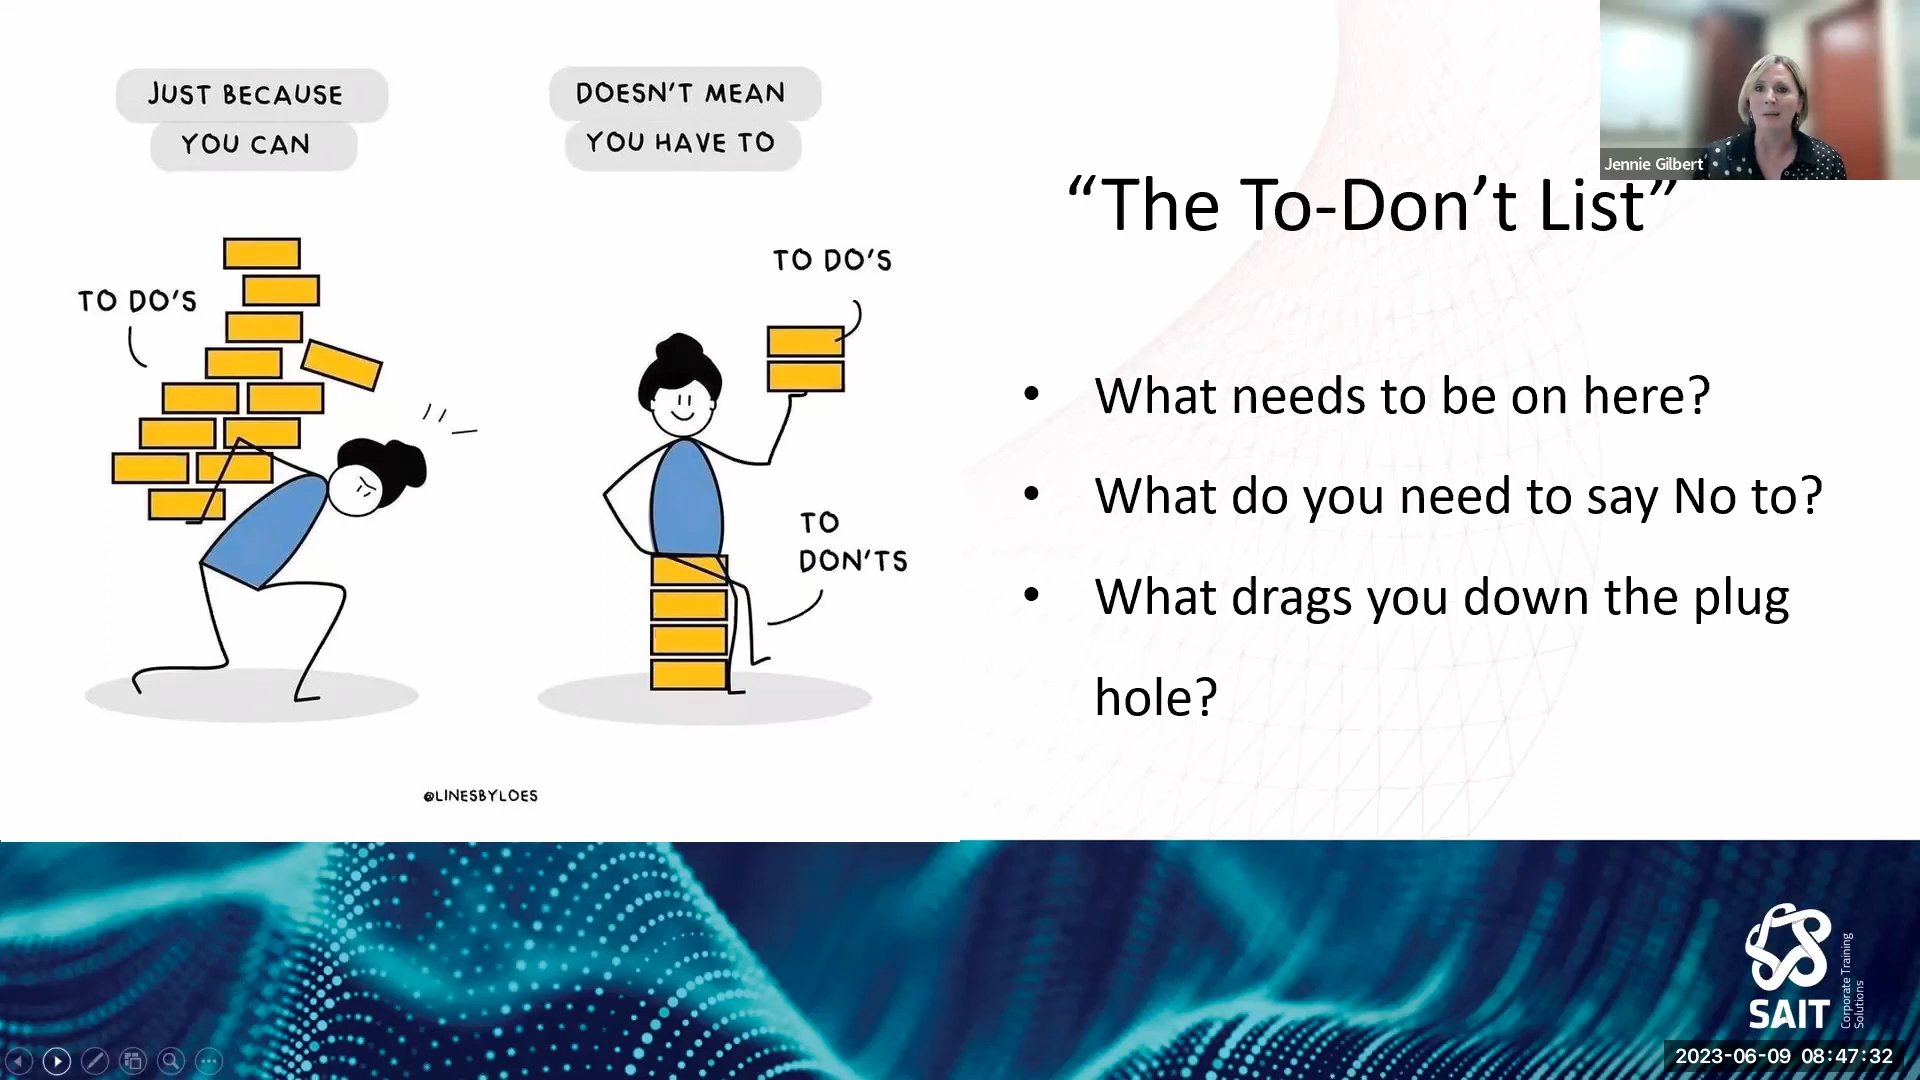 JUST BECAUSE
YOU CAN
DOESN'T MEAN
YOU HAVE TO
TO DO'S
TO DO'S
TO
DON'TS
@LINESBYLOES
Jennie Gilbert
“The To-Don’t List”
• What needs to be on here?
• What do you need to say No to?
• What drags you down the plug
hole?
SAIT
Corporate Training
Solutions
2023-06-09 08:47:32